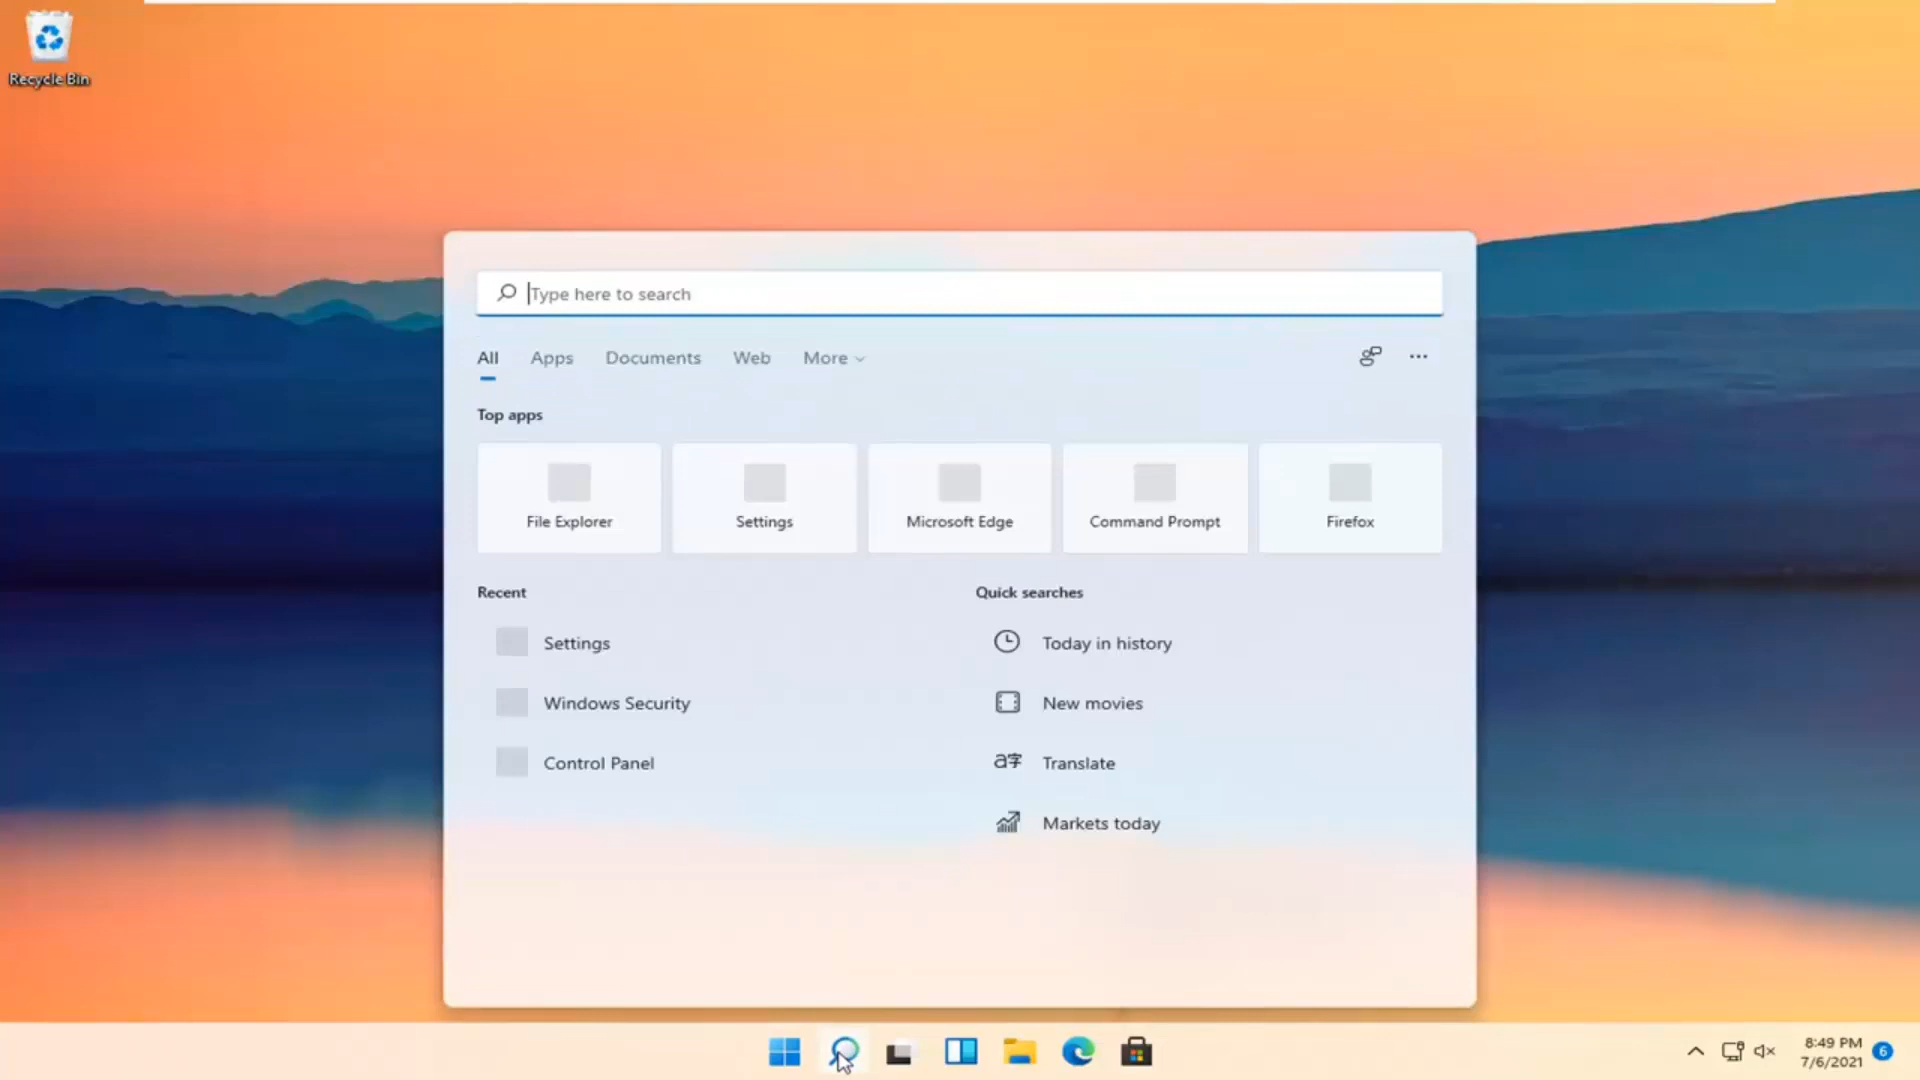 Recycle Bin
Type here to search
All Apps Documents Web More
Top apps
File Explorer Settings Microsoft Edge Command Prompt Firefox
Recent Quick searches
Settings Today in history
Windows Security New movies
a字 Translate
Control Panel
Markets today
8:49 PM
7/6/2021 6